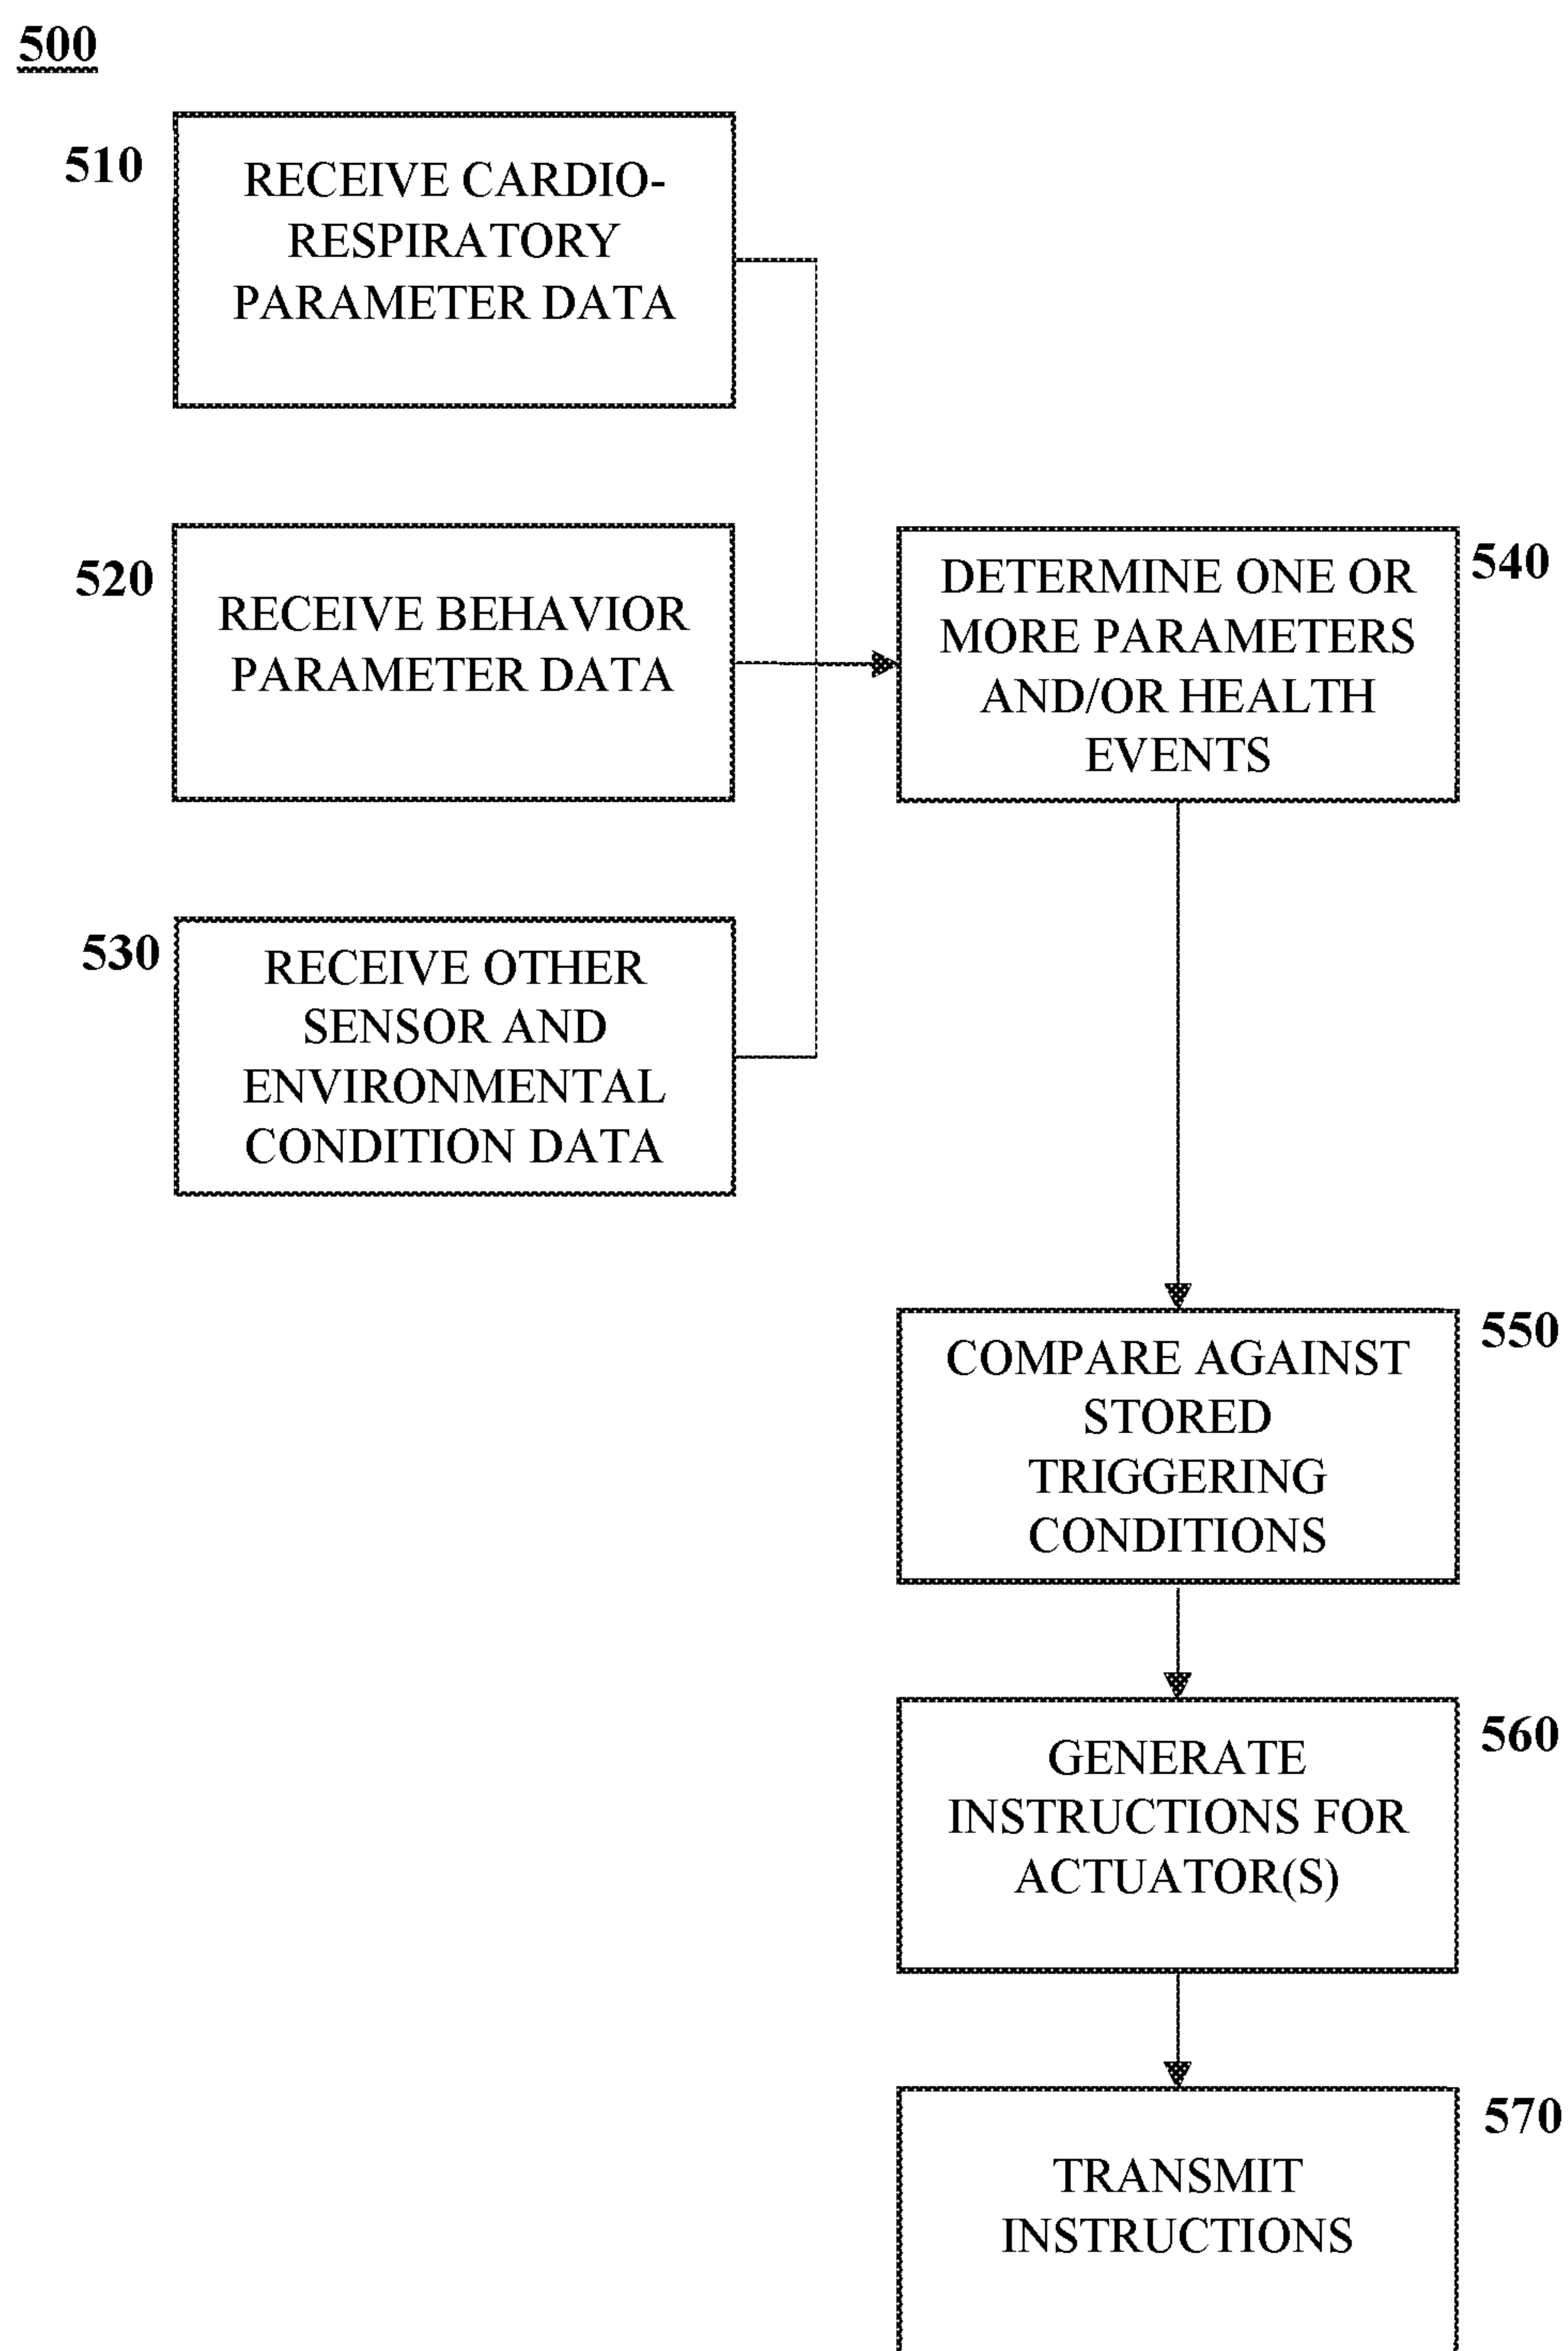 500
510
RECEIVE CARDIO-
RESPIRATORY
PARAMETER DATA
520
RECEIVE BEHAVIOR
PARAMETER DATA
530
RECEIVE OTHER
SENSOR AND
ENVIRONMENTAL
CONDITION DATA
540
DETERMINE ONE OR
MORE PARAMETERS
AND/OR HEALTH
EVENTS
550
COMPARE AGAINST
STORED
TRIGGERING
CONDITIONS
560
GENERATE
INSTRUCTIONS FOR
ACTUATOR(S)
570
TRANSMIT
INSTRUCTIONS